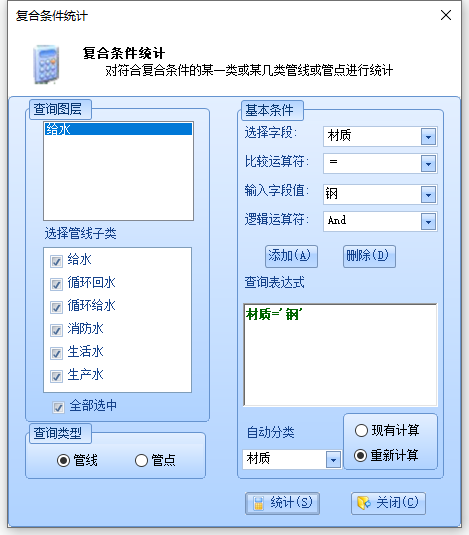 复合条件统计
复合条件统计
对符合复合条件的某一类或某几类管线或管点进行统计
查询图层
给水
选择管线子类
给水
循环回水
循环给水
消防水
生活水
生产水
全部选中
查询类型
管线
管点
基本条件
选择字段：
材质
比较运算符：
=
输入字段值：
钢
逻辑运算符：
And
添加(A)
删除(D)
查询表达式
材质='钢'
自动分类
材质
现有计算
重新计算
统计(S)
关闭(C)